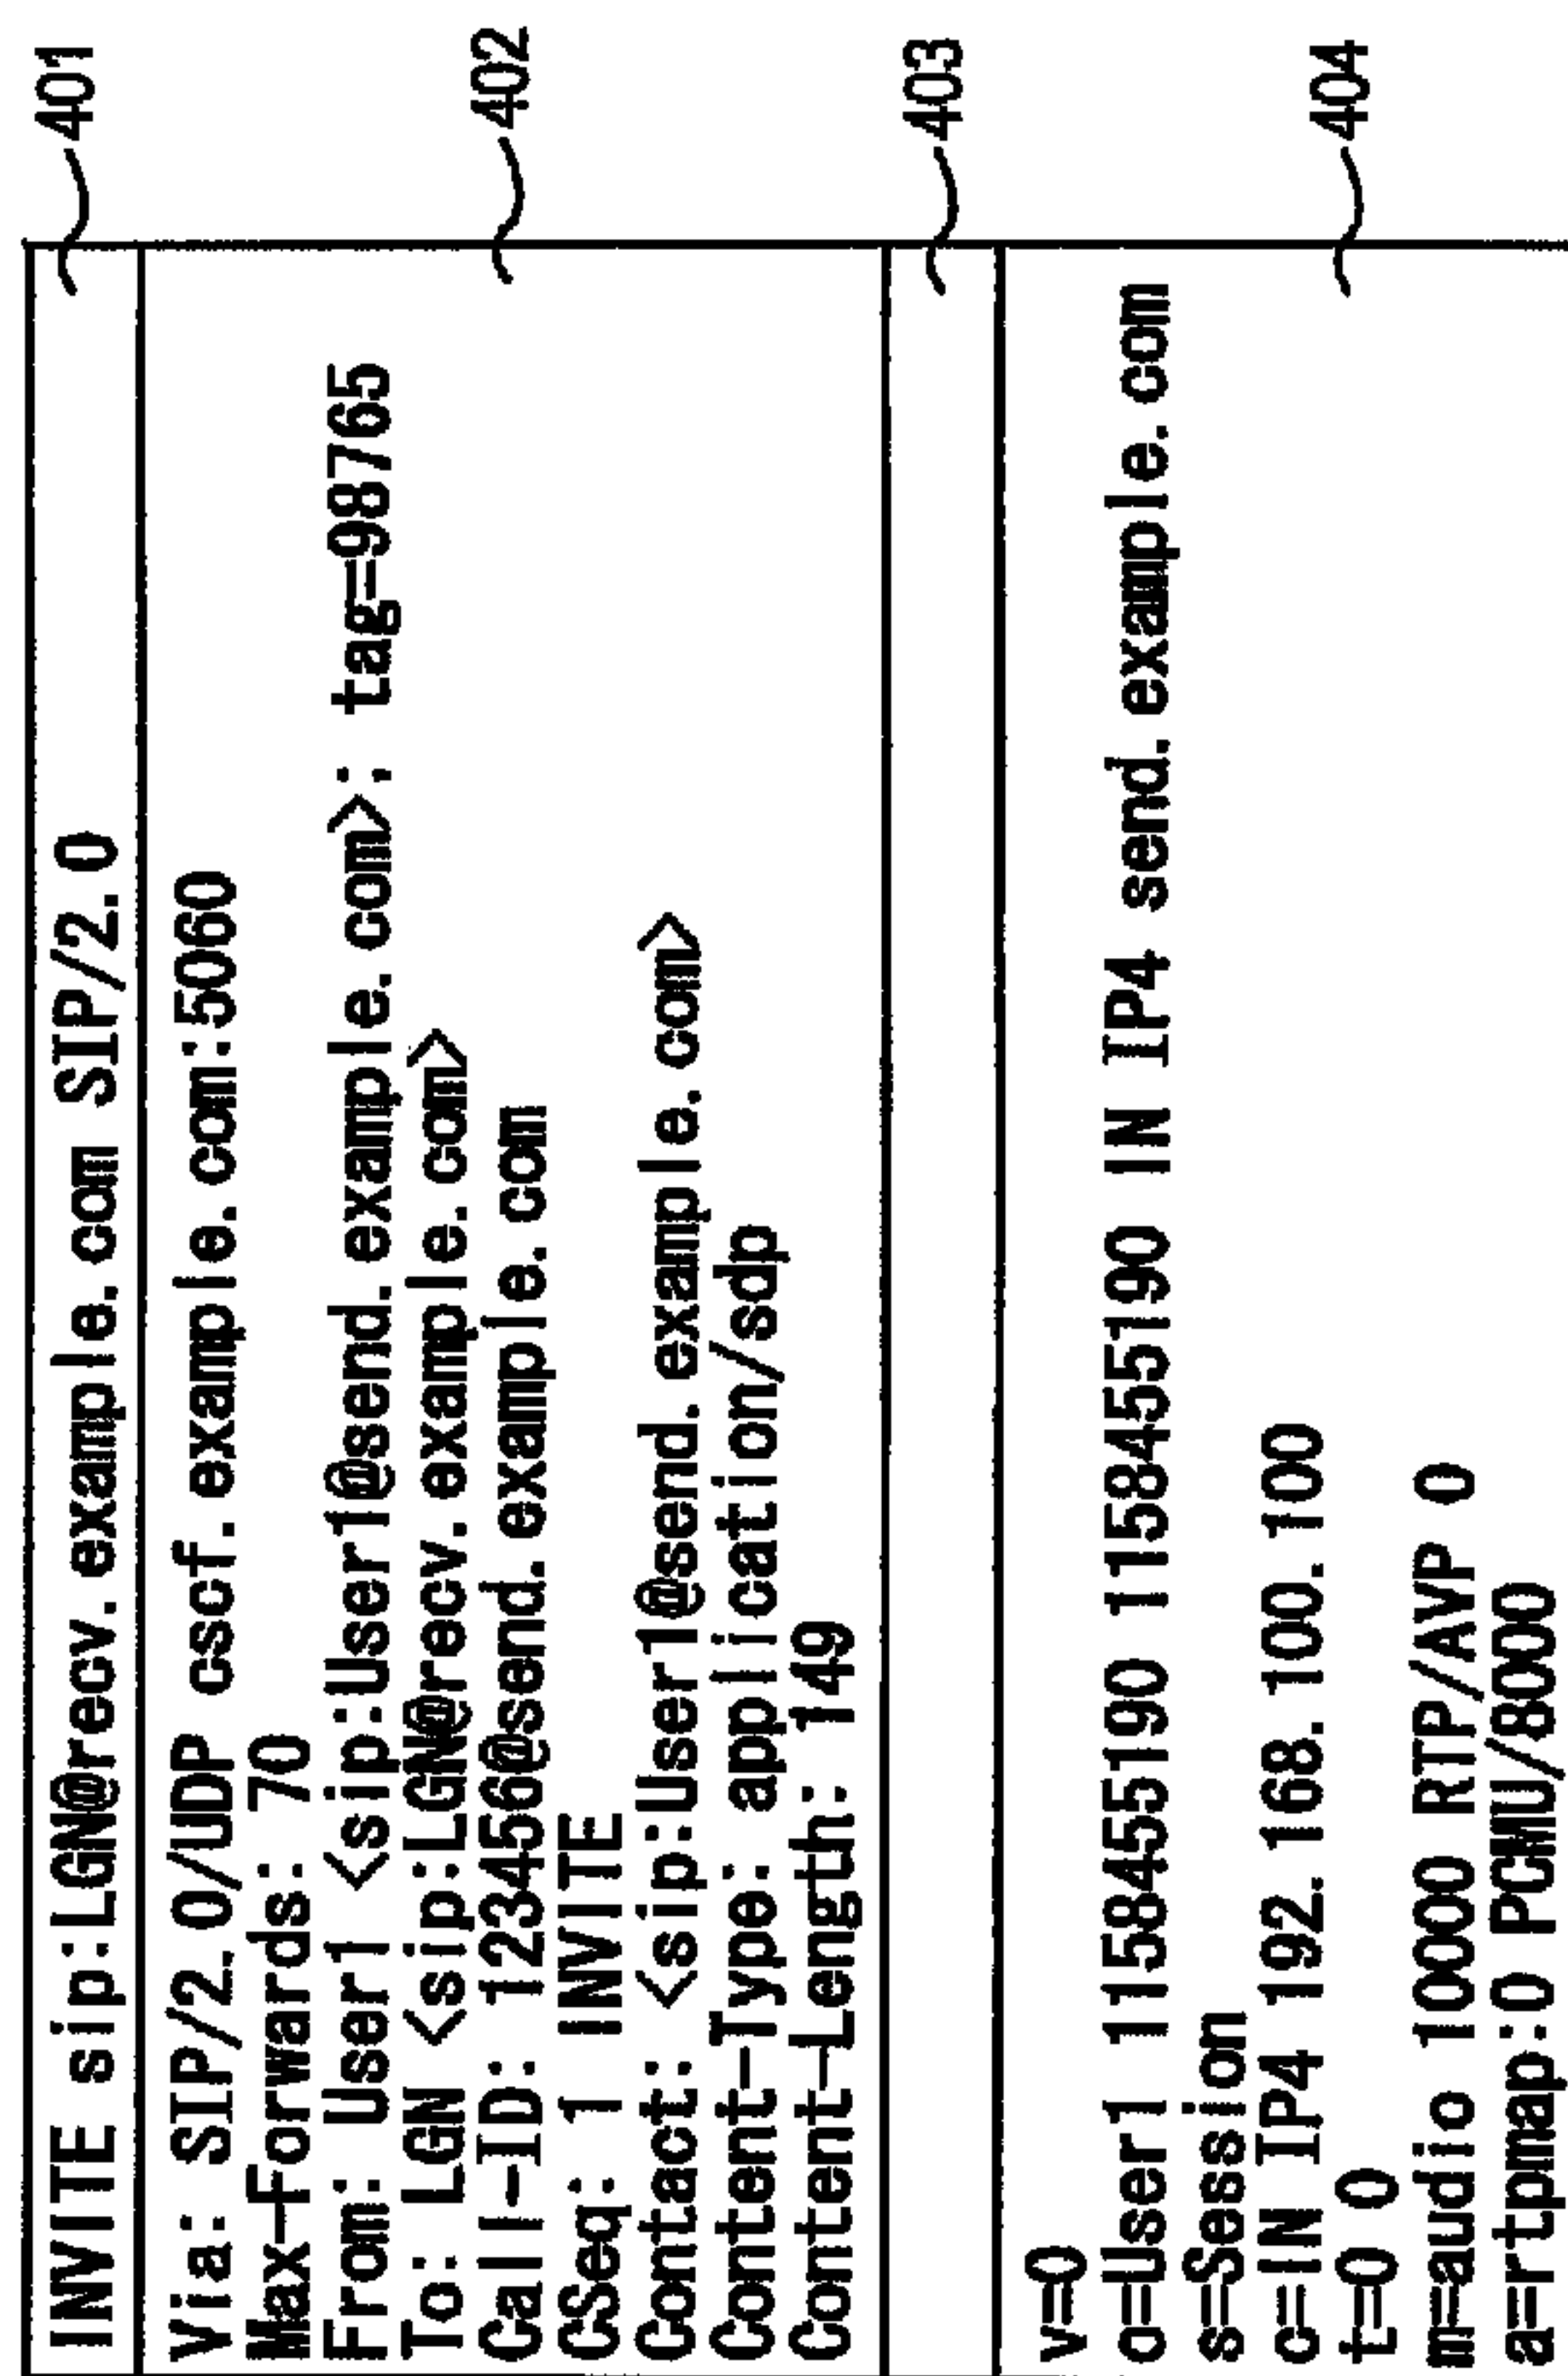 INVITE sip:LGN@recv.example.com SIP/2.0
401
Via: SIP/2.0/UDP cscf.example.com:5060
Max-Forwards: 70
From: User1 <sip:User1@send.example.com>; tag=98765
To: LGN <sip:LGN@recv.example.com>
Call-ID: 123456@send.example.com
CSeq: 1 INVITE
Contact: <sip:User1@send.example.com>
Content-Type: application/sdp
Content-Length: 149
402
403
v=0
o=User1 1158455190 1158455190 IN IP4 send.example.com
s=Session
c=IN IP4 192.168.100.100
t=0 0
m=audio 10000 RTP/AVP 0
a=rtpmap:0 PCMU/8000
404